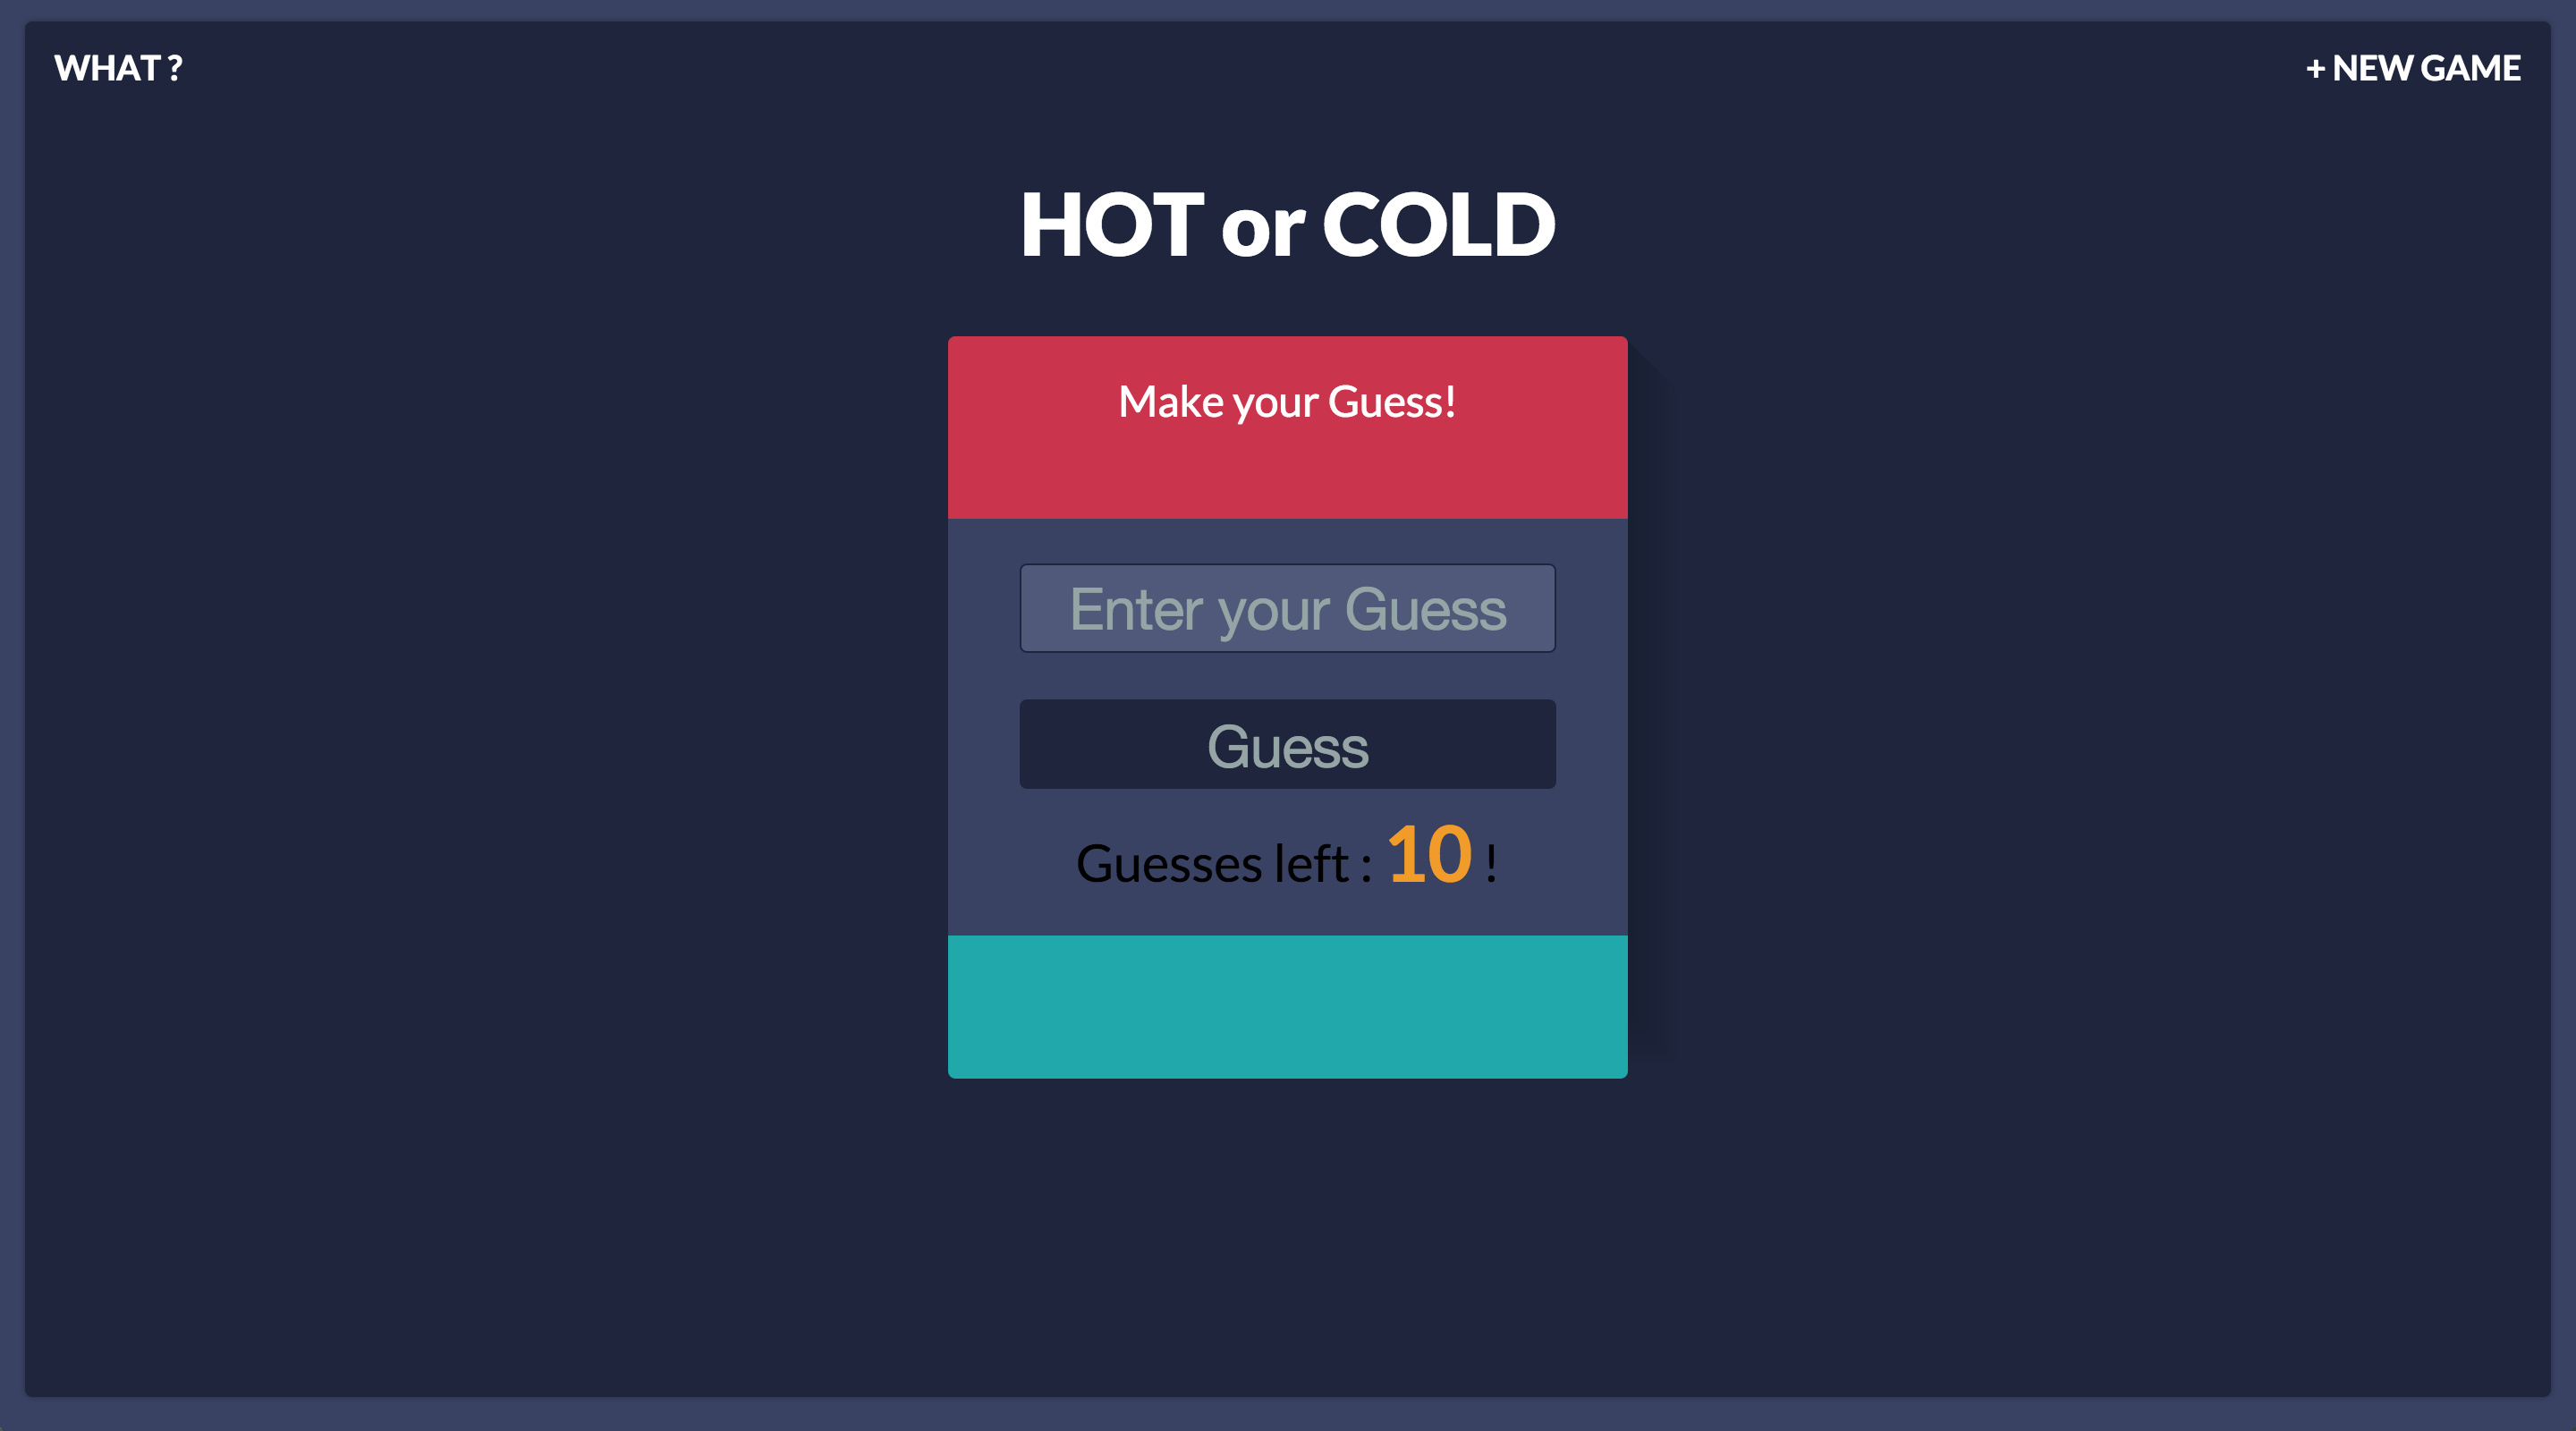 WHAT ?
+ NEW GAME
HOT or COLD
Make your Guess!
Enter your Guess
Guess
Guesses left : 10 !